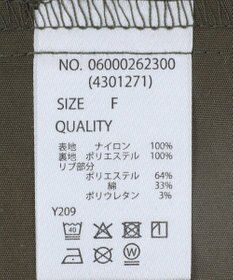 NO. 06000262300
(4301271)
SIZE F
QUALITY
表地 ナイロン 100%
裏地 ポリエステル 100%
リブ部分
ポリエステル 64%
綿 33%
ポリウレタン 3%
Y209
40
W